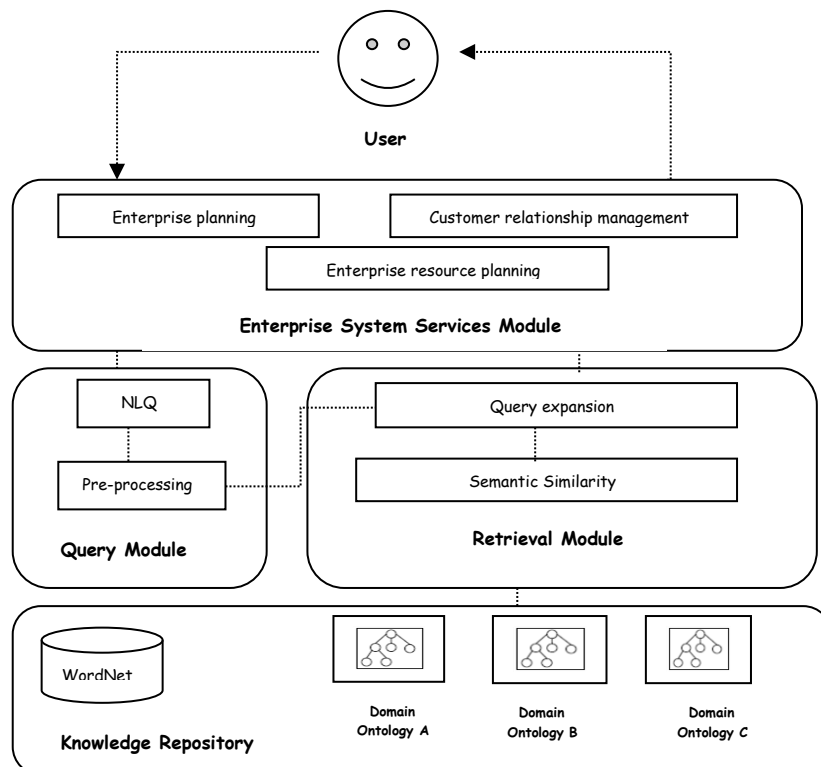 User
Enterprise planning
Customer relationship management
Enterprise resource planning
Enterprise System Services Module
NLQ
Query expansion
Pre-processing
Semantic Similarity
Query Module
Retrieval Module
WordNet
Domain
Ontology A
Domain
Ontology B
Domain
Ontology C
Knowledge Repository